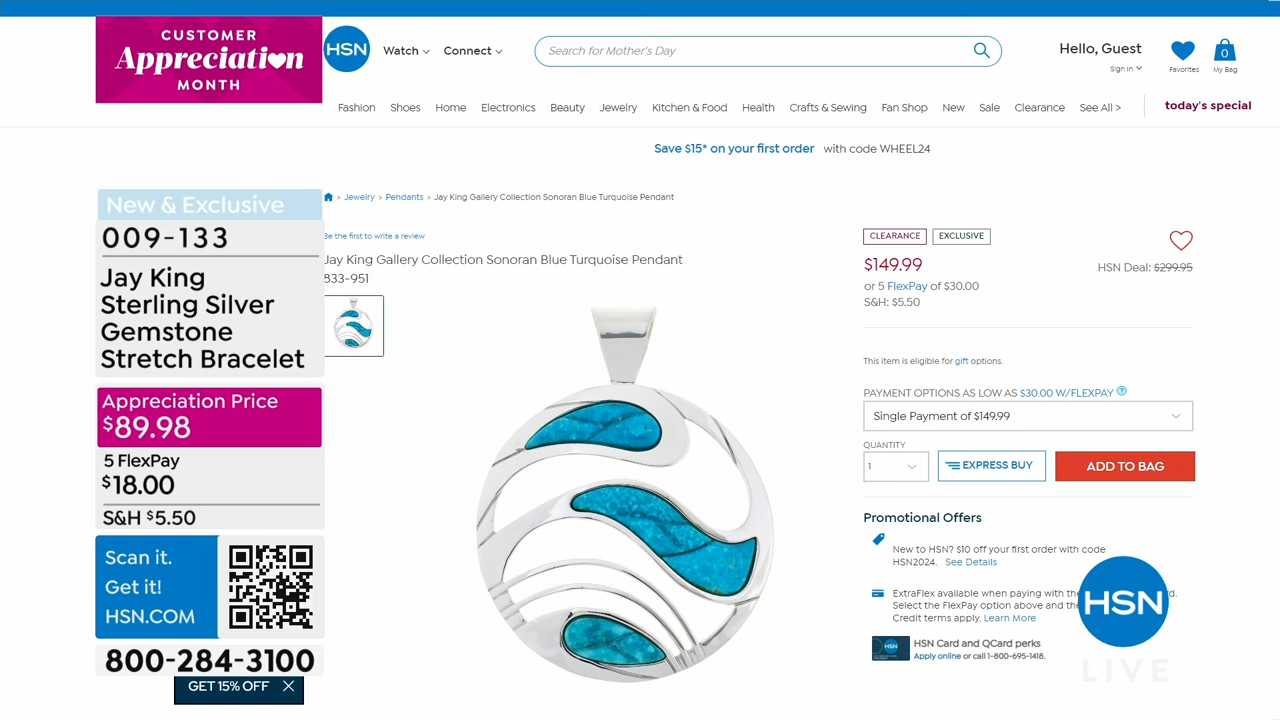 CUSTOMER
Appreciation
MONTH
HSN
Watch
Connect
Search for Mother's Day
Hello, Guest
Sign in
Favorites
0
My Bag
Fashion
Shoes
Home
Electronics
Beauty
Jewelry
Kitchen & Food
Health
Crafts & Sewing
Fan Shop
New
Sale
Clearance
See All >
today's special
Save $15* on your first order with code WHEEL24
> Jewelry > Pendants > Jay King Gallery Collection Sonoran Blue Turquoise Pendant
Be the first to write a review
Jay King Gallery Collection Sonoran Blue Turquoise Pendant
833-951
New & Exclusive
009-133
Jay King
Sterling Silver
Gemstone
Stretch Bracelet
Appreciation Price
$89.98
5 FlexPay
$18.00
S&H $5.50
Scan it.
Get it!
HSN.COM
800-284-3100
GET 15% OFF
CLEARANCE
EXCLUSIVE
$149.99
HSN Deal: $299.95
or 5 FlexPay of $30.00
S&H: $5.50
This item is eligible for gift options.
PAYMENT OPTIONS AS LOW AS $30.00 W/FLEXPAY ?
Single Payment of $149.99
QUANTITY
1
EXPRESS BUY
ADD TO BAG
Promotional Offers
New to HSN? $10 off your first order with code
HSN2024. See Details
ExtraFlex available when paying with the
Select the FlexPay option above and the
Credit terms apply. Learn More
HSN Card and QCard perks
Apply online or call 1-800-695-1418.
HSN
LIVE